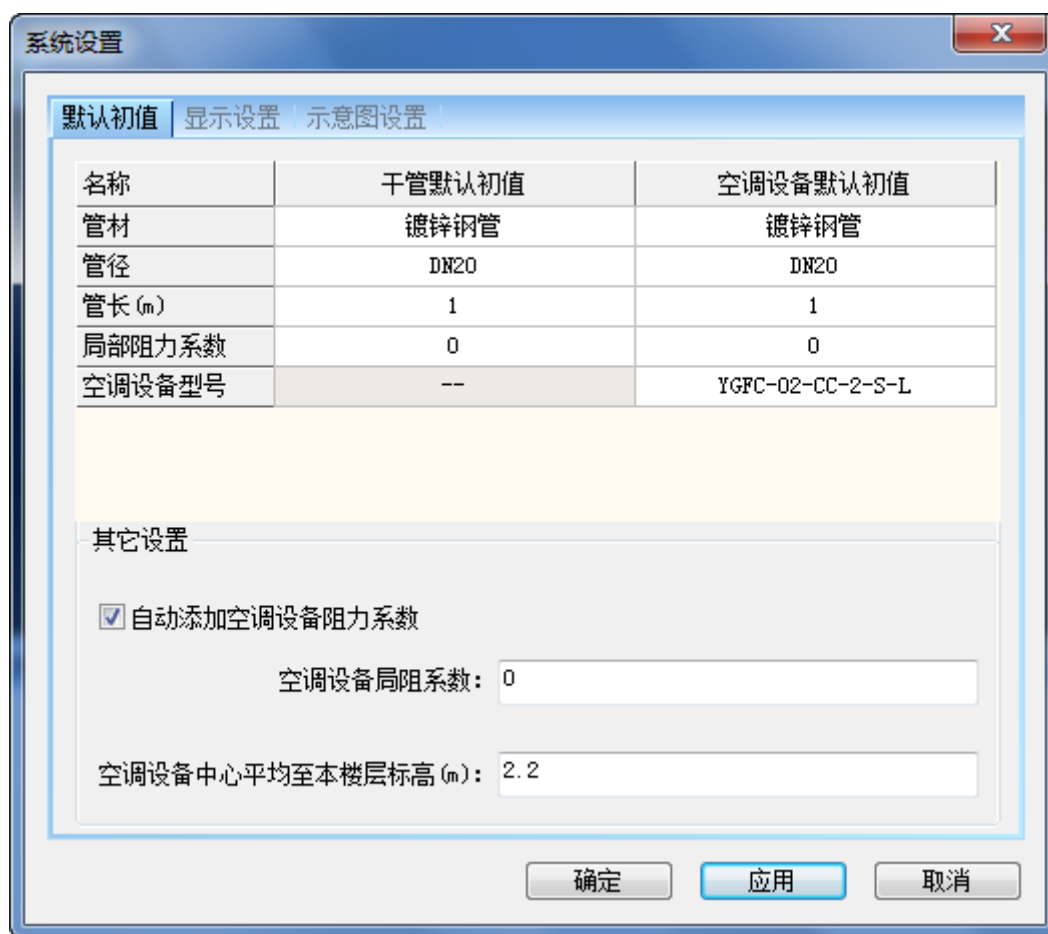 系统设置
默认初值 显示设置 示意图设置
名称 干管默认初值 空调设备默认初值
管材 镀锌钢管 镀锌钢管
管径 DN20 DN20
管长(m) 1 1
局部阻力系数 0 0
空调设备型号 -- YGFC-02-CC-2-S-L
其它设置
自动添加空调设备阻力系数
空调设备局阻系数: 0
空调设备中心平均至本楼层标高(m): 2.2
确定 应用 取消